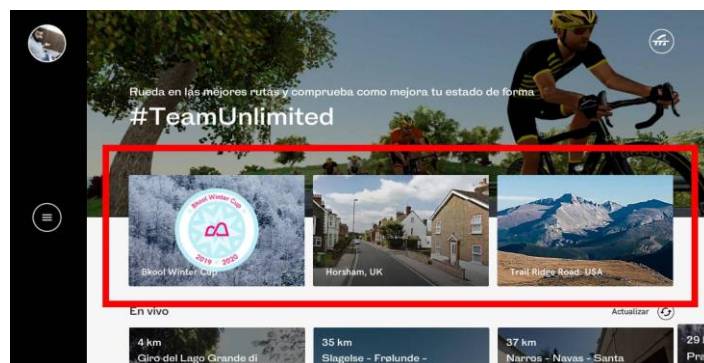 Rueda en las mejores rutas y comprueba como mejora tu estado de forma
#TeamUnlimited
Bkool Winter Cup
2019 - 2020
Bkool Winter Cup
Horsham, UK
Trail Ridge Road. USA
En vivo
Actualizar
4 km
Giro del Lago Grande di
35 km
Slagelse - Frølunde -
37 km
Narros - Navas - Santa
29
Pra